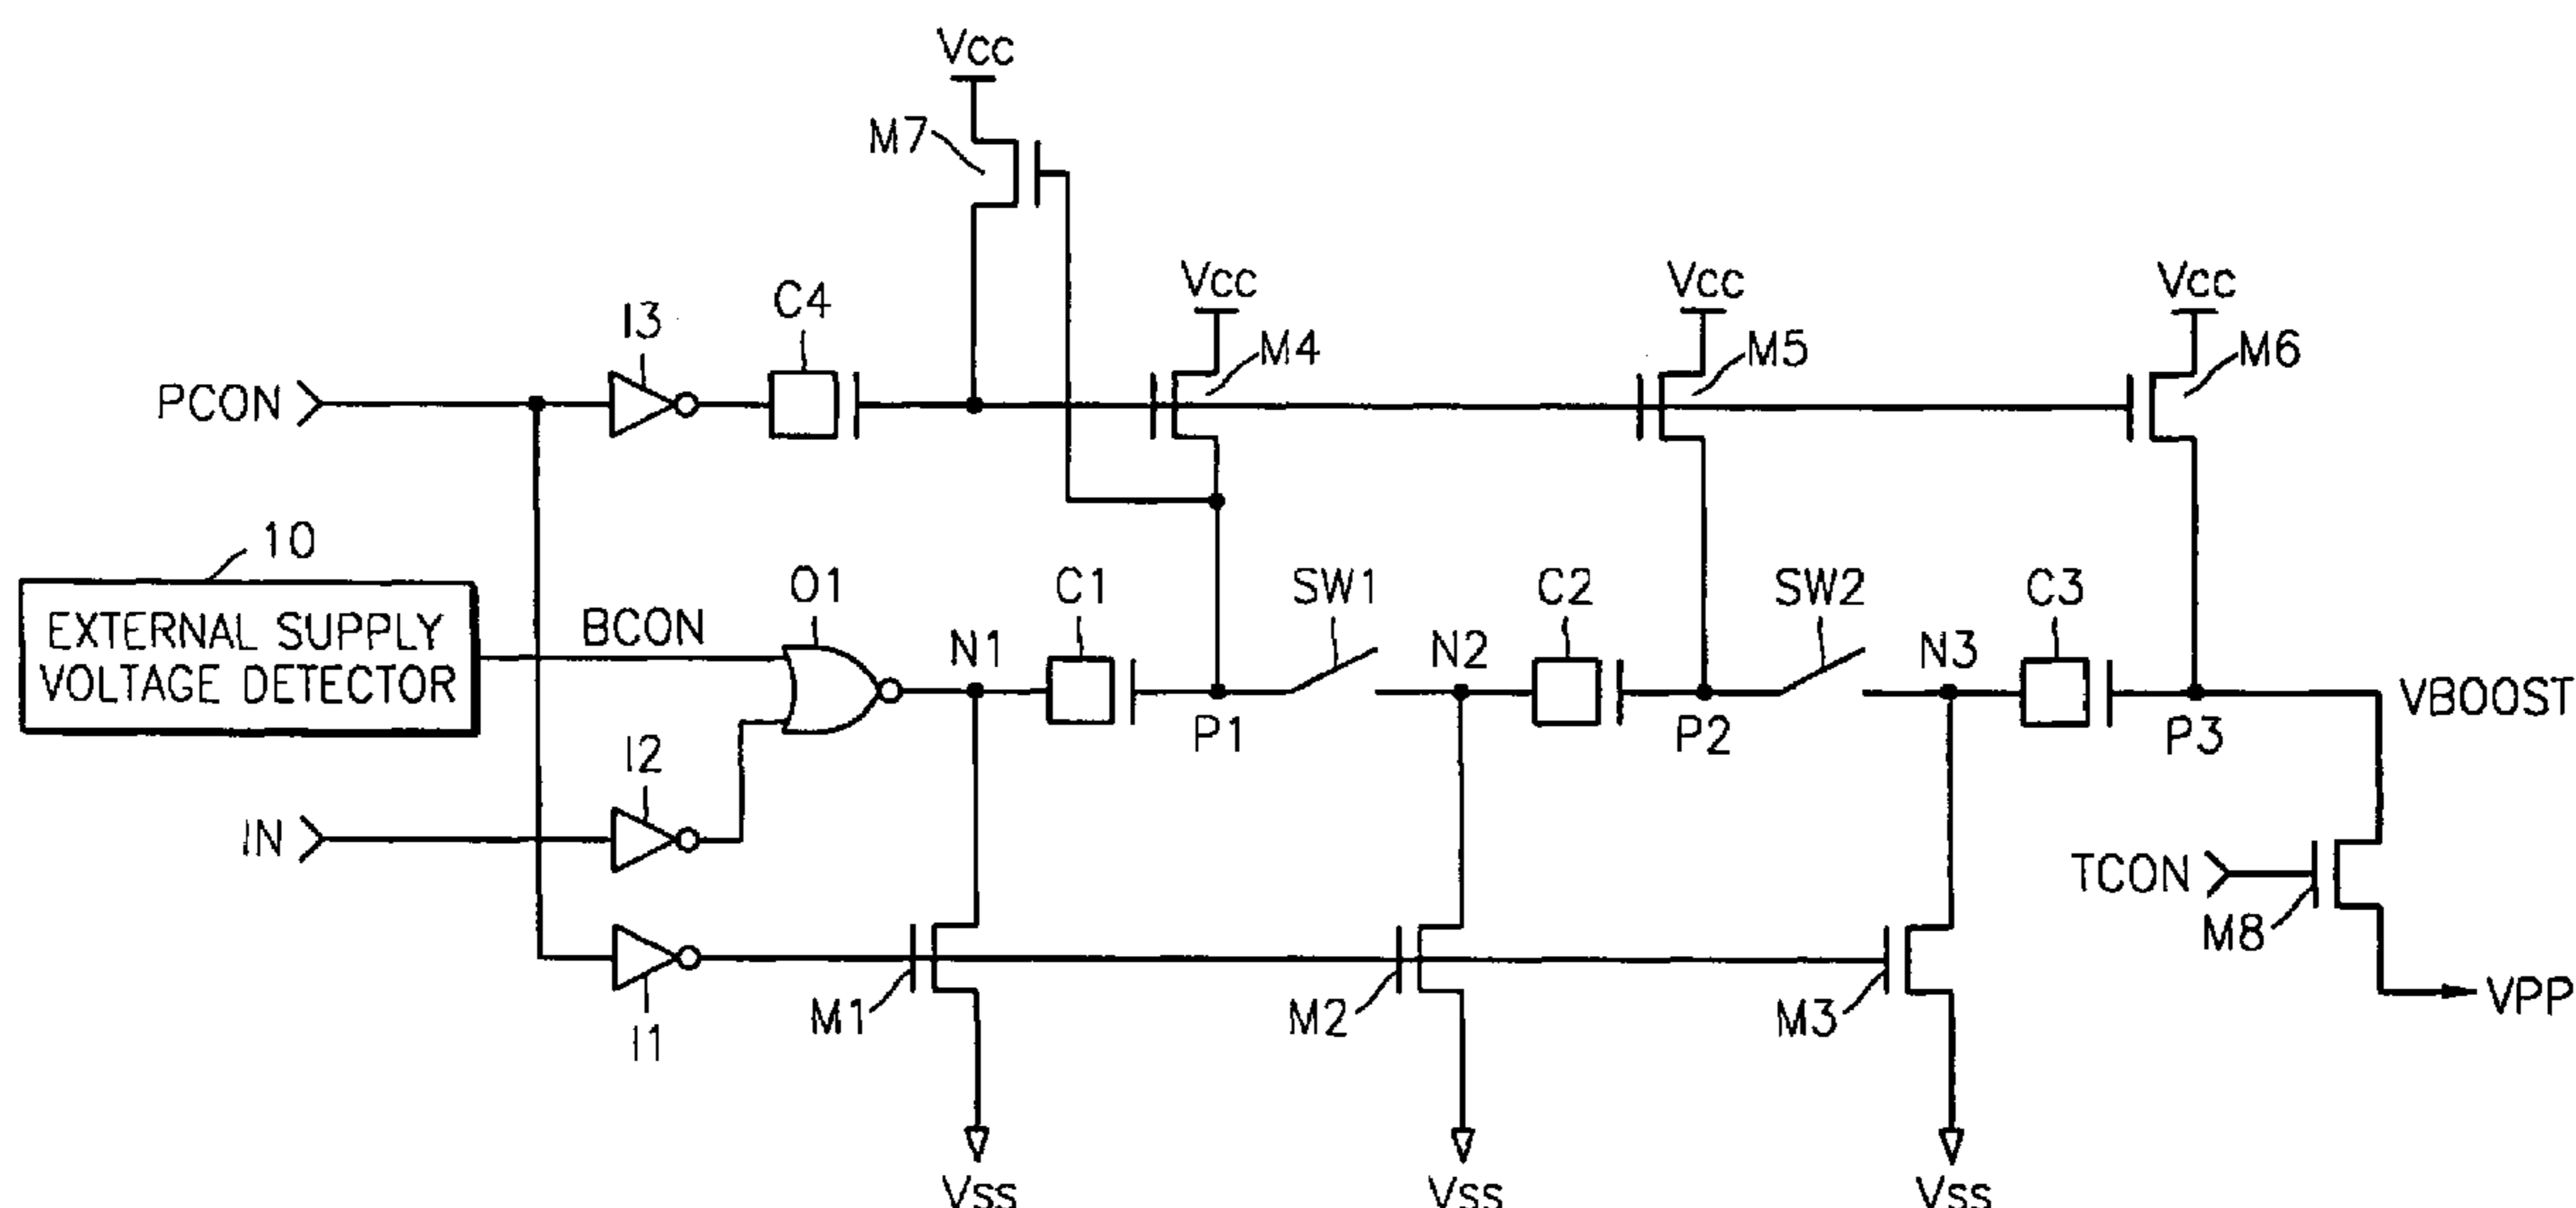 Vcc
M7
Vcc
Vcc
Vcc
C4
I3
M4
M5
M6
PCON
10
EXTERNAL SUPPLY
VOLTAGE DETECTOR
BCON
O1
N1
C1
P1
SW1
N2
C2
P2
SW2
N3
C3
P3
VBOOST
I2
IN
TCON
M8
VPP
I1
M1
M2
M3
Vss
Vss
Vss